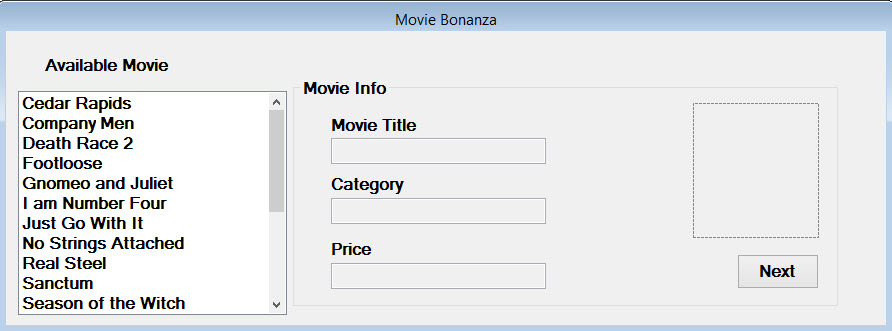 Movie Bonanza
Available Movie
Cedar Rapids
Company Men
Death Race 2
Footloose
Gnomeo and Juliet
I am Number Four
Just Go With It
No Strings Attached
Real Steel
Sanctum
Season of the Witch
Movie Info
Movie Title
Category
Price
Next